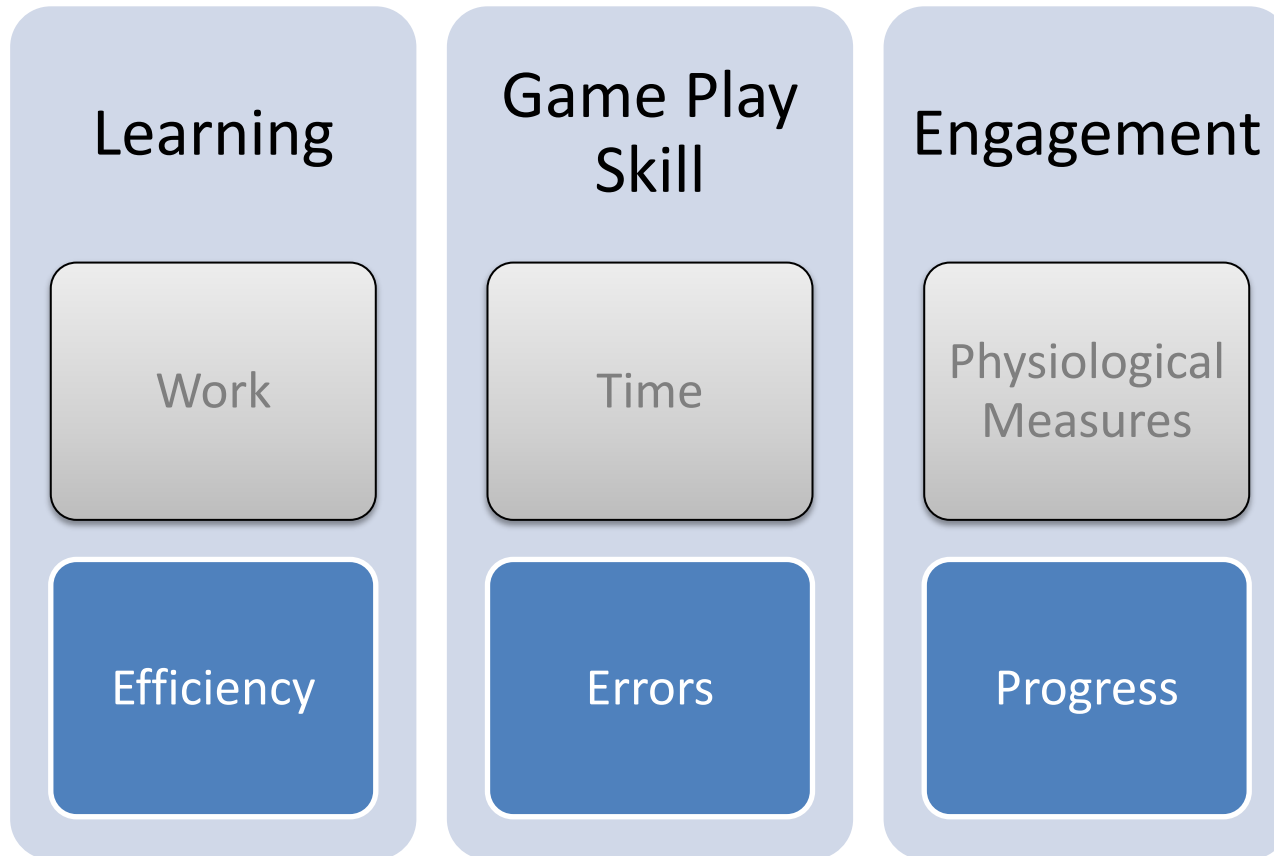 Learning
Work
Efficiency
Game Play
Skill
Time
Errors
Engagement
Physiological
Measures
Progress